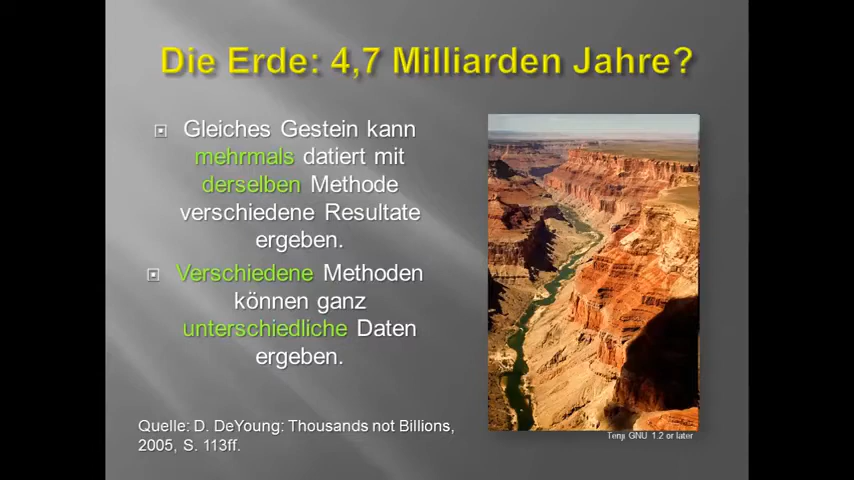 Die Erde: 4,7 Milliarden Jahre?
Gleiches Gestein kann
mehrmals datiert mit
derselben Methode
verschiedene Resultate
ergeben.
Verschiedene Methoden
können ganz
unterschiedliche Daten
ergeben.
Quelle: D. DeYoung: Thousands not Billions,
2005, S. 113ff.
Tenji GNU 1.2 or later